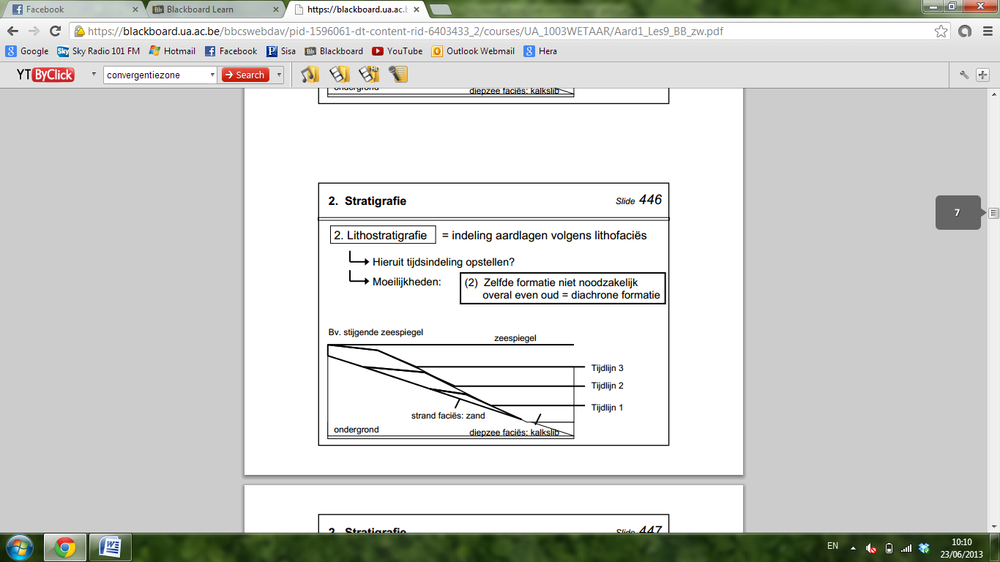 Facebook
Blackboard Learn
https://blackboard.ua.ac.b
https://blackboard.ua.ac.be/bbcswebdav/pid-1596061-dt-content-rid-6403433_2/courses/UA_1003WETAAR/Aard1_Les9_BB_zw.pdf
Google Sky Radio 101 FM Hotmail Facebook Sisa Blackboard YouTube Outlook Webmail Hera
YT ByClick convergentiezone Search
ondergrond diepzee faciës: kalkslib
2. Stratigrafie Slide 446
2. Lithostratigrafie = indeling aardlagen volgens lithofaciës
Hieruit tijdsindeling opstellen?
Moeilijkheden: (2) Zelfde formatie niet noodzakelijk
overal even oud = diachrone formatie
Bv. stijgende zeespiegel
zeespiegel
Tijdlijn 3
Tijdlijn 2
Tijdlijn 1
strand faciës: zand
ondergrond
diepzee faciës: kalkslib
7
2. Stratigrafie Slide 447
EN
10:10
23/06/2013